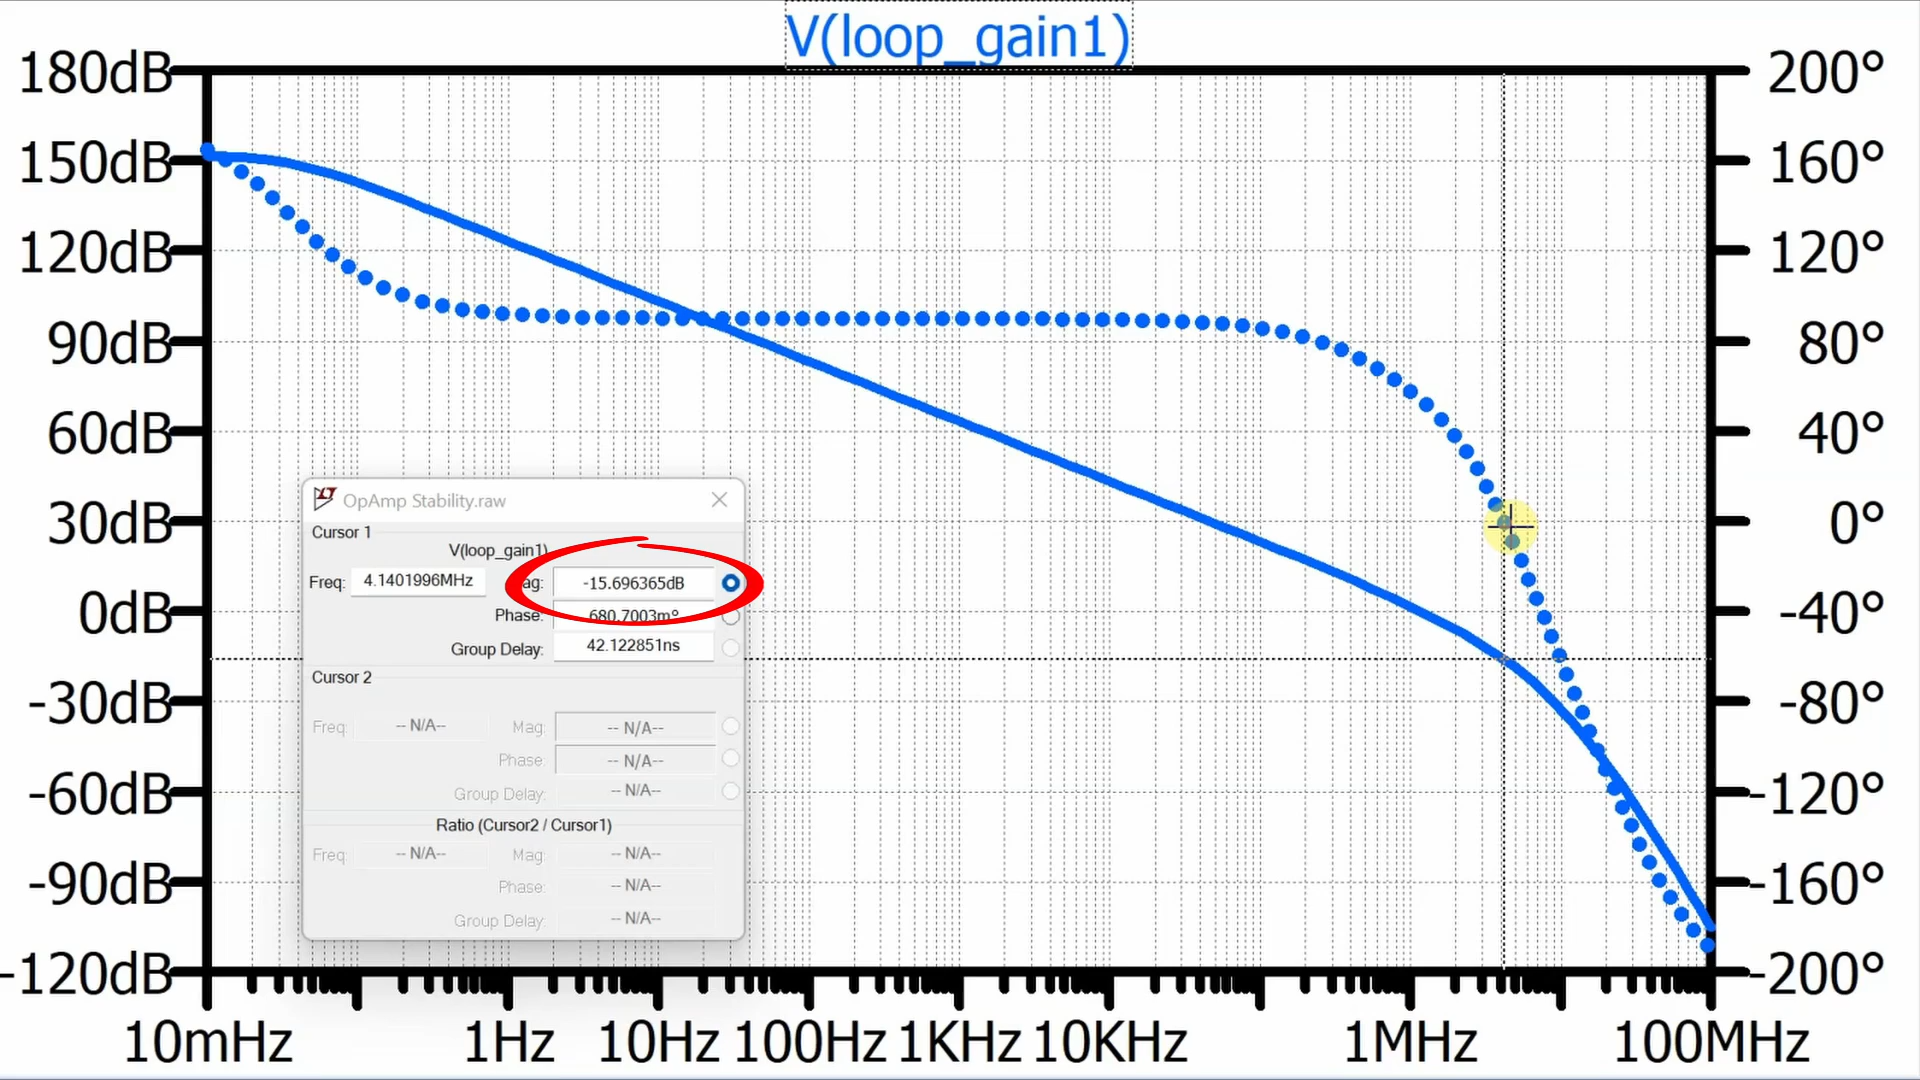 V(loop_gain1)
180dB
200°
150dB
160°
120dB
120°
90dB
80°
60dB
40°
30dB
0°
0dB
-40°
-30dB
-80°
-60dB
-120°
-90dB
-160°
-120dB
-200°
OpAmp Stability.raw
Cursor 1
V(loop_gain1)
Freq: 4.1401996MHz ag: -15.696365dB
Phase: 680.7003m°
Group Delay: 42.122851ns
Cursor 2
Freq: -- N/A-- Mag: -- N/A--
Phase: -- N/A--
Group Delay: -- N/A--
Ratio (Cursor2 / Cursor1)
Freq: -- N/A-- Mag: -- N/A--
Phase: -- N/A--
Group Delay: -- N/A--
10mHz 1Hz 10Hz 100Hz 1KHz 10KHz 1MHz 100MHz